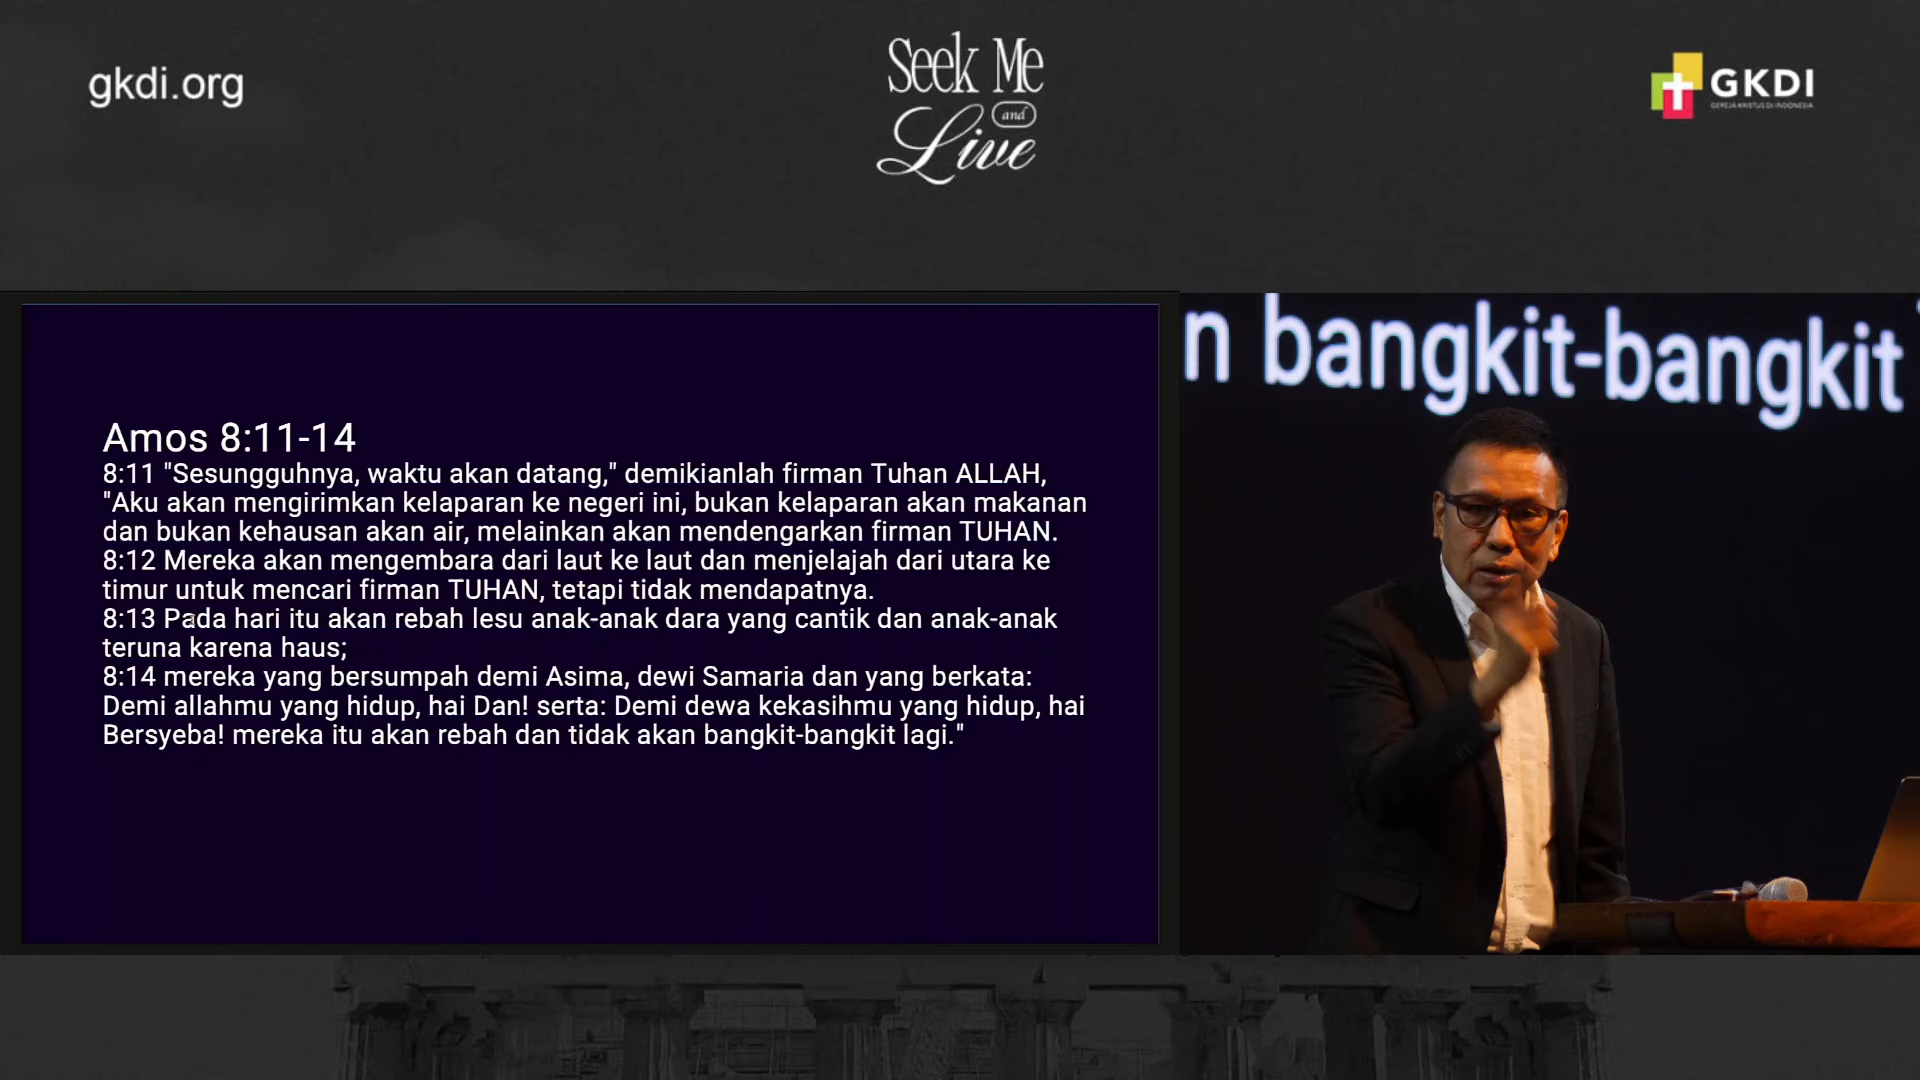 gkdi.org
Seek Me
and
Live
GKDI
GEREJA KRISTUS DI INDONESIA
Amos 8:11-14
8:11 "Sesungguhnya, waktu akan datang," demikianlah firman Tuhan ALLAH,
"Aku akan mengirimkan kelaparan ke negeri ini, bukan kelaparan akan makanan
dan bukan kehausan akan air, melainkan akan mendengarkan firman TUHAN.
8:12 Mereka akan mengembara dari laut ke laut dan menjelajah dari utara ke
timur untuk mencari firman TUHAN, tetapi tidak mendapatnya.
8:13 Pada hari itu akan rebah lesu anak-anak dara yang cantik dan anak-anak
teruna karena haus;
8:14 mereka yang bersumpah demi Asima, dewi Samaria dan yang berkata:
Demi allahmu yang hidup, hai Dan! serta: Demi dewa kekasihmu yang hidup, hai
Bersyeba! mereka itu akan rebah dan tidak akan bangkit-bangkit lagi."
n bangkit-bangkit